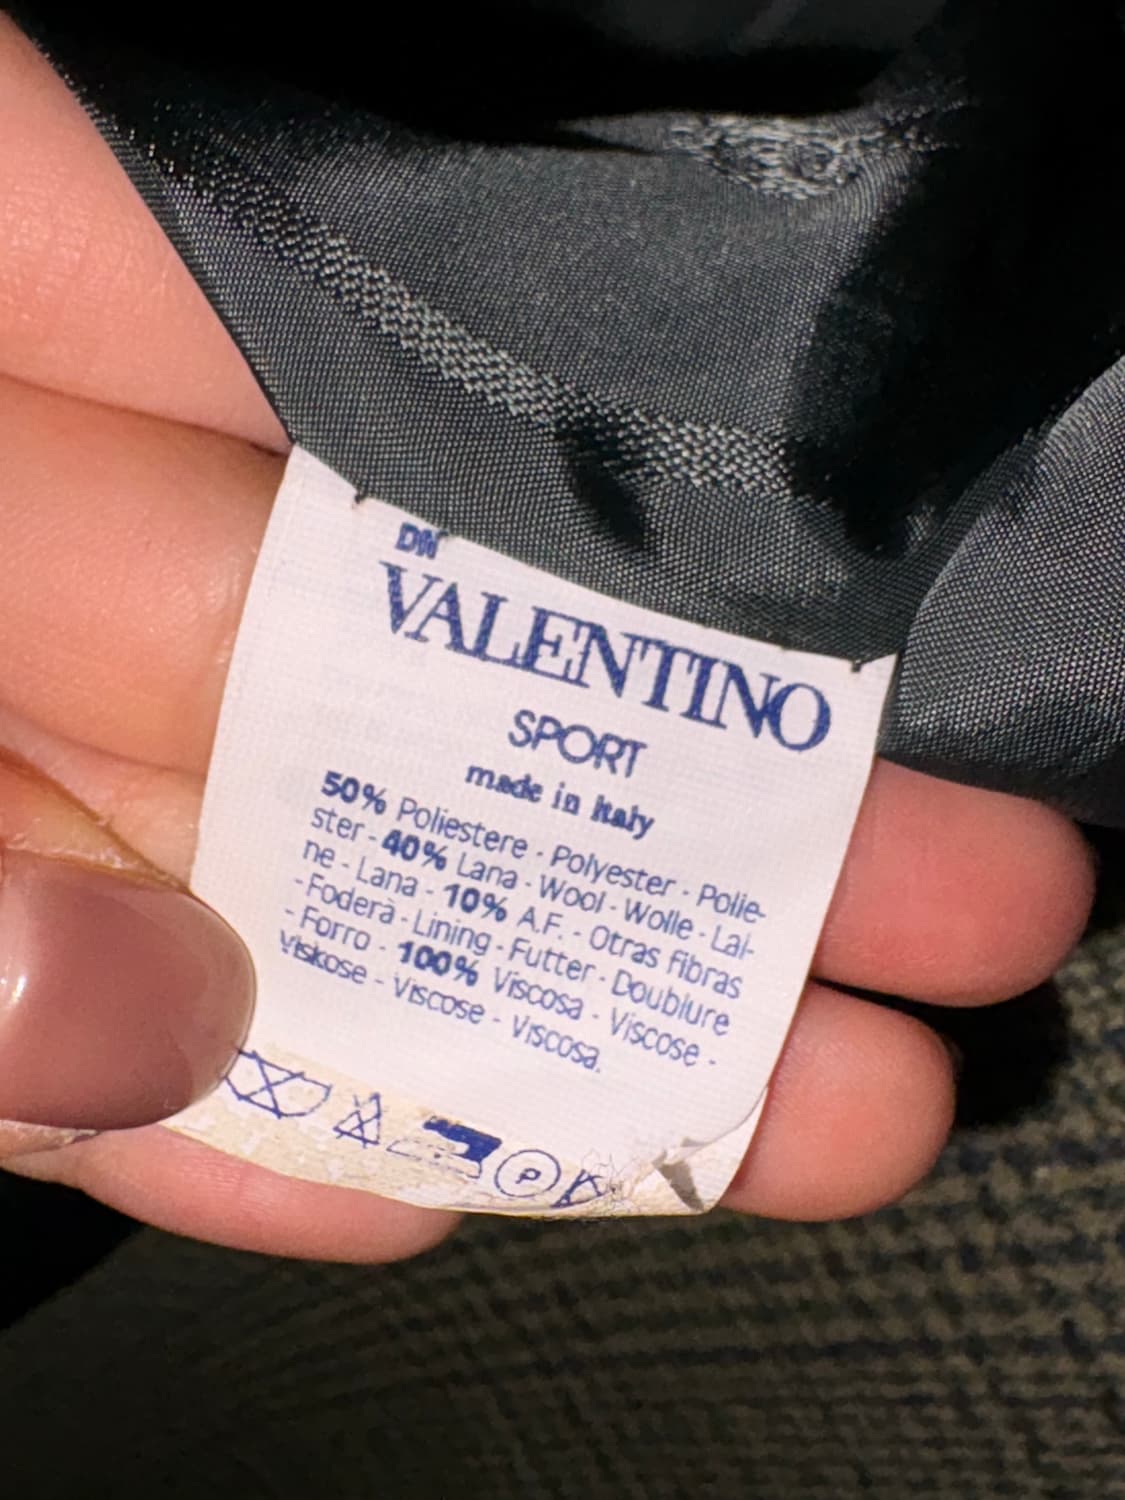 DN
VALENTINO
SPORT
made in Italy
50% Poliestere - Polyester - Polie-
ster - 40% Lana - Wool - Wolle - Lai-
ne - Lana - 10% A.F. - Otras fibras
- Foderà - Lining - Futter - Doublure
- Forro - 100% Viscosa - Viscose -
Viskose - Viscose - Viscosa.
P